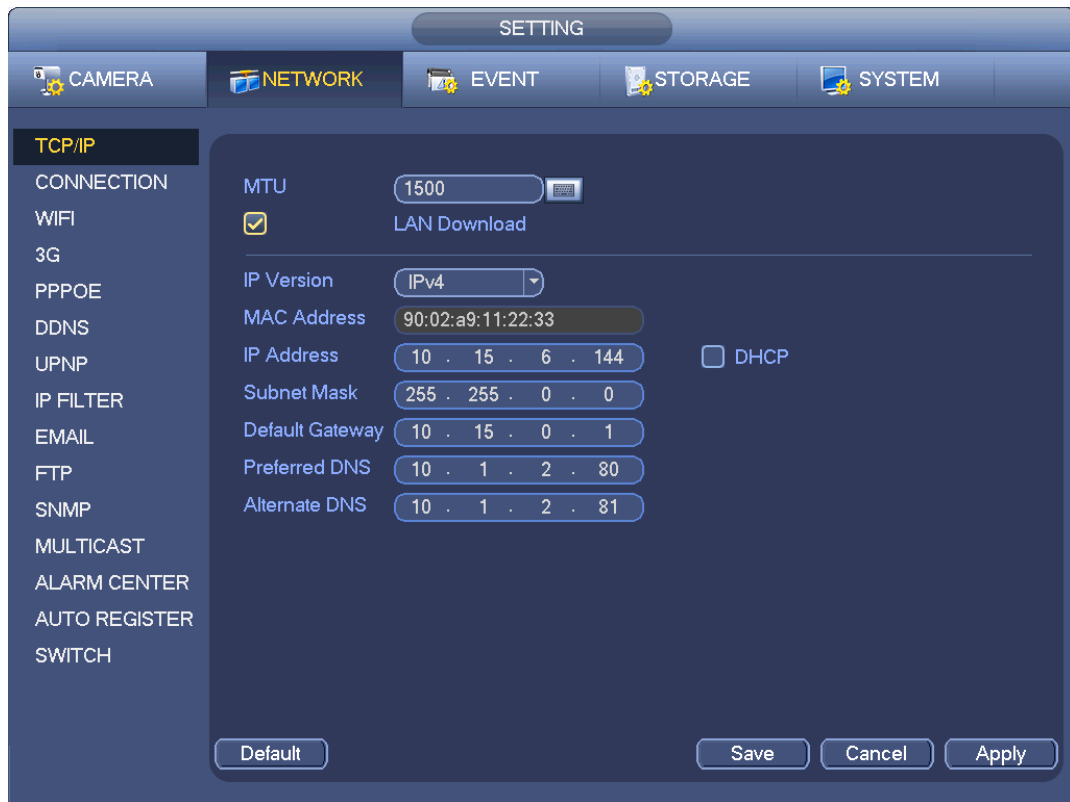 SETTING
CAMERA NETWORK EVENT STORAGE SYSTEM
TCP/IP
CONNECTION
WIFI
3G
PPPOE
DDNS
UPNP
IP FILTER
EMAIL
FTP
SNMP
MULTICAST
ALARM CENTER
AUTO REGISTER
SWITCH
MTU 1500
LAN Download
IP Version IPv4
MAC Address 90:02:a9:11:22:33
IP Address 10 . 15 . 6 . 144 DHCP
Subnet Mask 255 . 255 . 0 . 0
Default Gateway 10 . 15 . 0 . 1
Preferred DNS 10 . 1 . 2 . 80
Alternate DNS 10 . 1 . 2 . 81
Default Save Cancel Apply